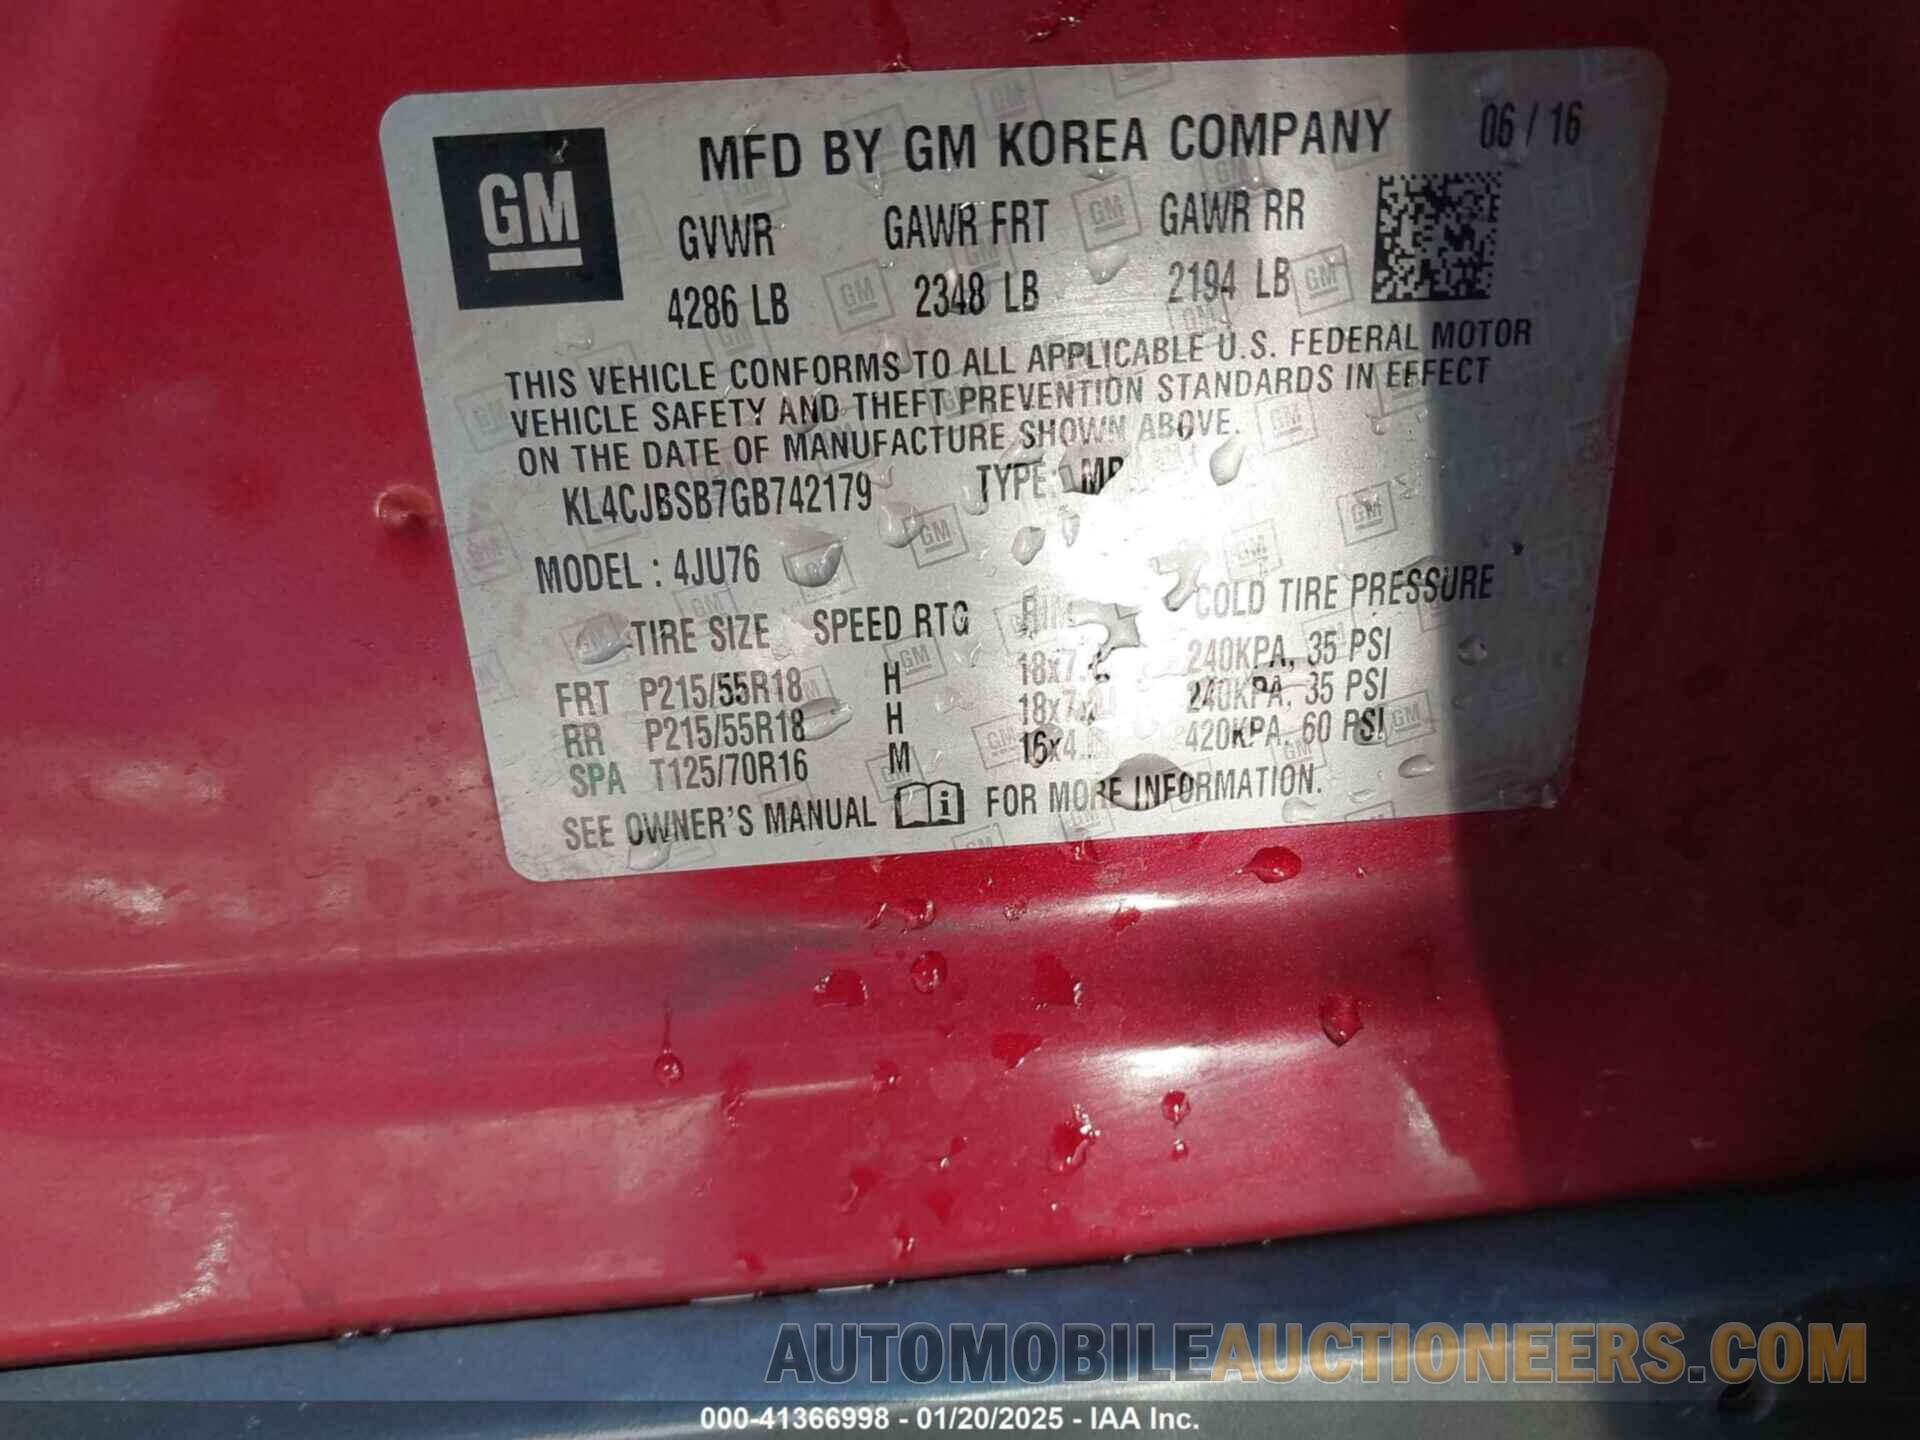 GM
MFD BY GM KOREA COMPANY 06 / 16
GVWR GAWR FRT GAWR RR
4286 LB 2348 LB 2194 LB
THIS VEHICLE CONFORMS TO ALL APPLICABLE U.S. FEDERAL MOTOR
VEHICLE SAFETY AND THEFT PREVENTION STANDARDS IN EFFECT
ON THE DATE OF MANUFACTURE SHOWN ABOVE.
KL4CJBSB7GB742179 TYPE:
MODEL : 4JU76
TIRE SIZE SPEED RTG RIM COLD TIRE PRESSURE
FRT P215/55R18 H 240KPA, 35 PSI
RR P215/55R18 H 240KPA, 35 PSI
SPA T125/70R16 M 420KPA, 60 PSI
SEE OWNER'S MANUAL i FOR MORE INFORMATION.
AUTOMOBILEAUCTIONEERS.COM
000-41366998 - 01/20/2025 - IAA Inc.